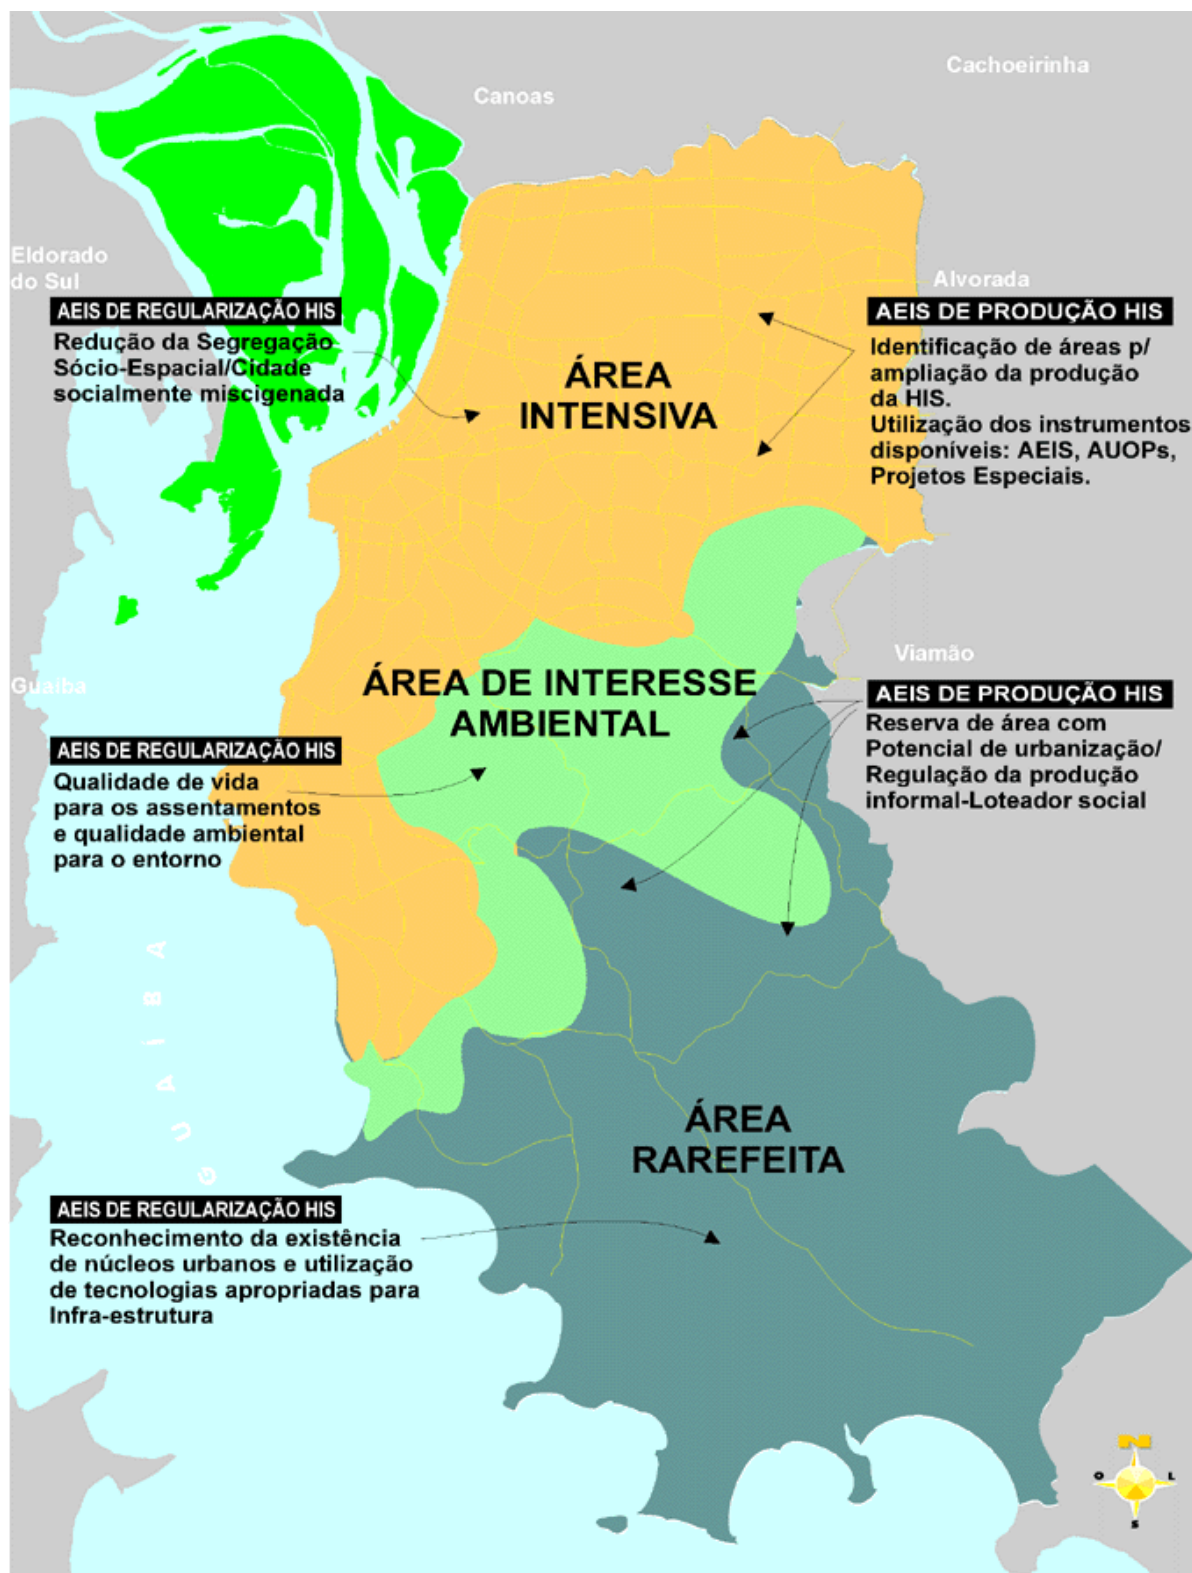 Cachoeirinha
Canoas
Eldorado
do Sul
Alvorada
AEIS DE REGULARIZAÇÃO HIS
Redução da Segregação
Sócio-Espacial/Cidade
socialmente miscigenada
AEIS DE PRODUÇÃO HIS
Identificação de áreas p/
ampliação da produção
da HIS.
Utilização dos instrumentos
disponíveis: AEIS, AUOPs,
Projetos Especiais.
ÁREA
INTENSIVA
Viamão
Guaíba
ÁREA DE INTERESSE
AMBIENTAL
AEIS DE PRODUÇÃO HIS
Reserva de área com
Potencial de urbanização/
Regulação da produção
informal-Loteador social
AEIS DE REGULARIZAÇÃO HIS
Qualidade de vida
para os assentamentos
e qualidade ambiental
para o entorno
GUAÍBA
ÁREA
RAREFEITA
AEIS DE REGULARIZAÇÃO HIS
Reconhecimento da existência
de núcleos urbanos e utilização
de tecnologias apropriadas para
Infra-estrutura
N
O L
S